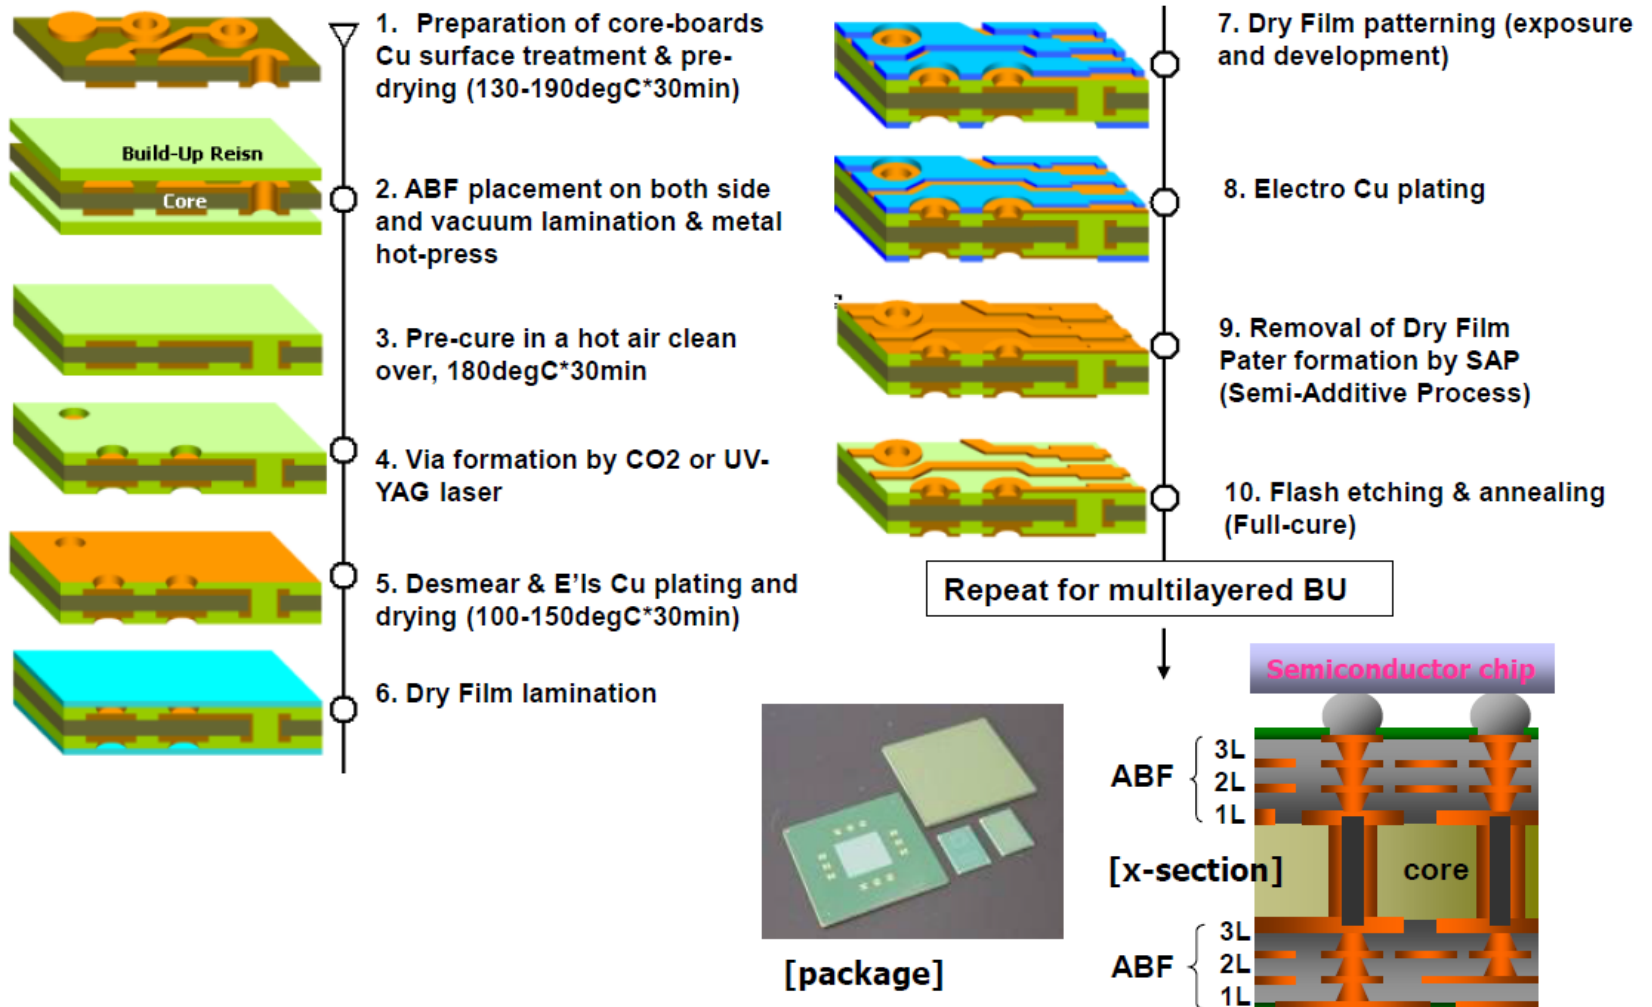 1. Preparation of core-boards
Cu surface treatment & pre-
drying (130-190degC*30min)
Build-Up Reisn
Core
2. ABF placement on both side
and vacuum lamination & metal
hot-press
3. Pre-cure in a hot air clean
over, 180degC*30min
4. Via formation by CO2 or UV-
YAG laser
5. Desmear & E'ls Cu plating and
drying (100-150degC*30min)
6. Dry Film lamination
7. Dry Film patterning (exposure
and development)
8. Electro Cu plating
9. Removal of Dry Film
Pater formation by SAP
(Semi-Additive Process)
10. Flash etching & annealing
(Full-cure)
Repeat for multilayered BU
[package]
Semiconductor chip
ABF
3L
2L
1L
[x-section]
core
ABF
3L
2L
1L